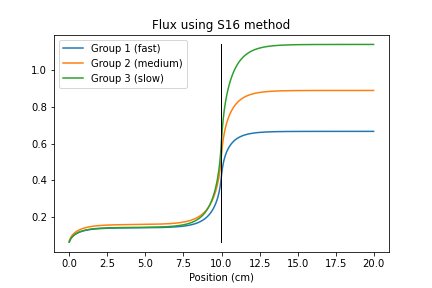 Flux using S16 method
Group 1 (fast)
Group 2 (medium)
Group 3 (slow)
1.0
0.8
0.6
0.4
0.2
0.0 2.5 5.0 7.5 10.0 12.5 15.0 17.5 20.0
Position (cm)